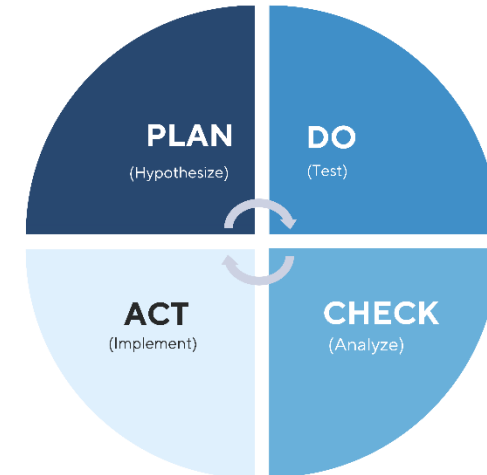 PLAN
(Hypothesize)
DO
(Test)
ACT
(Implement)
CHECK
(Analyze)